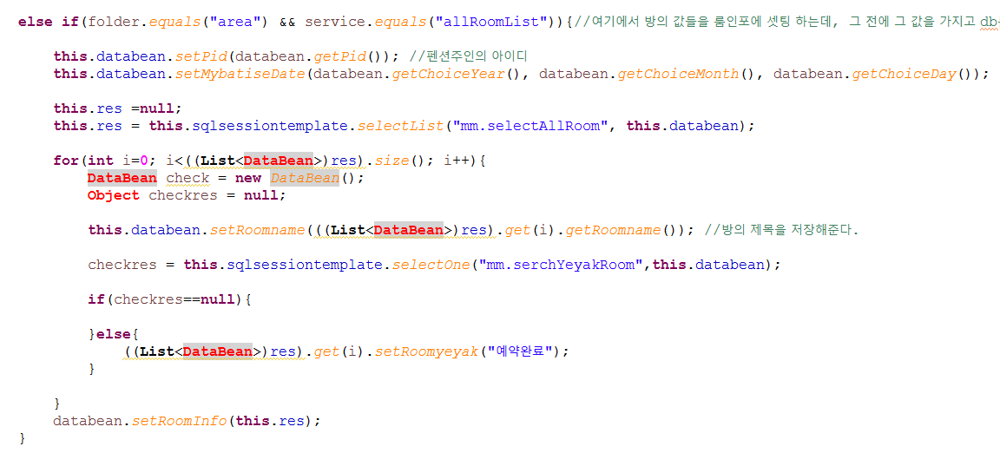 else if(folder.equals("area") && service.equals("allRoomList")){//여기에서 방의 값들을 룸인포에 셋팅 하는데, 그 전에 그 값을 가지고 db
this.databean.setPid(databean.getPid()); //펜션주인의 아이디
this.databean.setMybatiseDate(databean.getChoiceYear(), databean.getChoiceMonth(), databean.getChoiceDay());
this.res =null;
this.res = this.sqlsessiontemplate.selectList("mm.selectAllRoom", this.databean);
for(int i=0; i<((List<DataBean>)res).size(); i++){
DataBean check = new DataBean();
Object checkres = null;
this.databean.setRoomname(((List<DataBean>)res).get(i).getRoomname()); //방의 제목을 저장해준다.
checkres = this.sqlsessiontemplate.selectOne("mm.serchYeyakRoom",this.databean);
if(checkres==null){
}else{
((List<DataBean>)res).get(i).setRoomyeyak("예약완료");
}
}
databean.setRoomInfo(this.res);
}